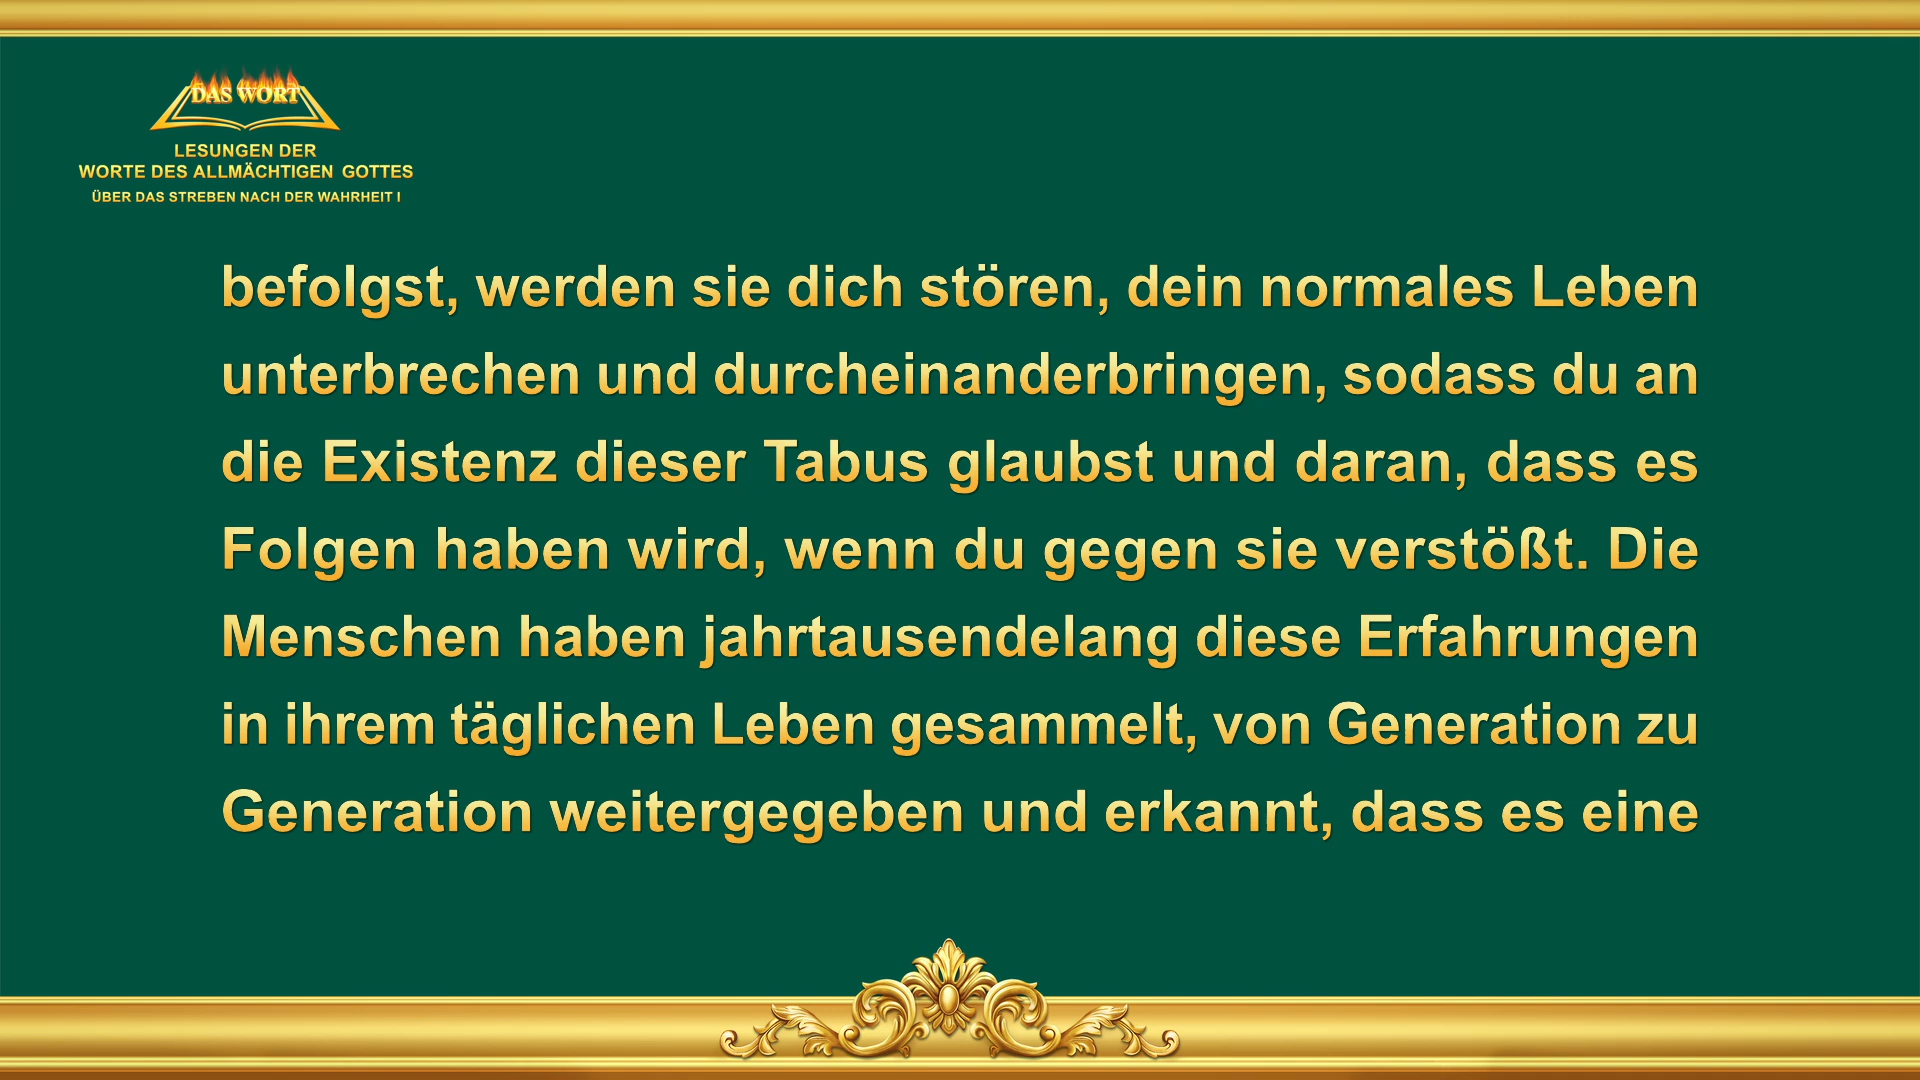 DAS WORT
LESUNGEN DER
WORTE DES ALLMÄCHTIGEN GOTTES
ÜBER DAS STREBEN NACH DER WAHRHEIT I
befolgst, werden sie dich stören, dein normales Leben
unterbrechen und durcheinanderbringen, sodass du an
die Existenz dieser Tabus glaubst und daran, dass es
Folgen haben wird, wenn du gegen sie verstößt. Die
Menschen haben jahrtausendelang diese Erfahrungen
in ihrem täglichen Leben gesammelt, von Generation zu
Generation weitergegeben und erkannt, dass es eine